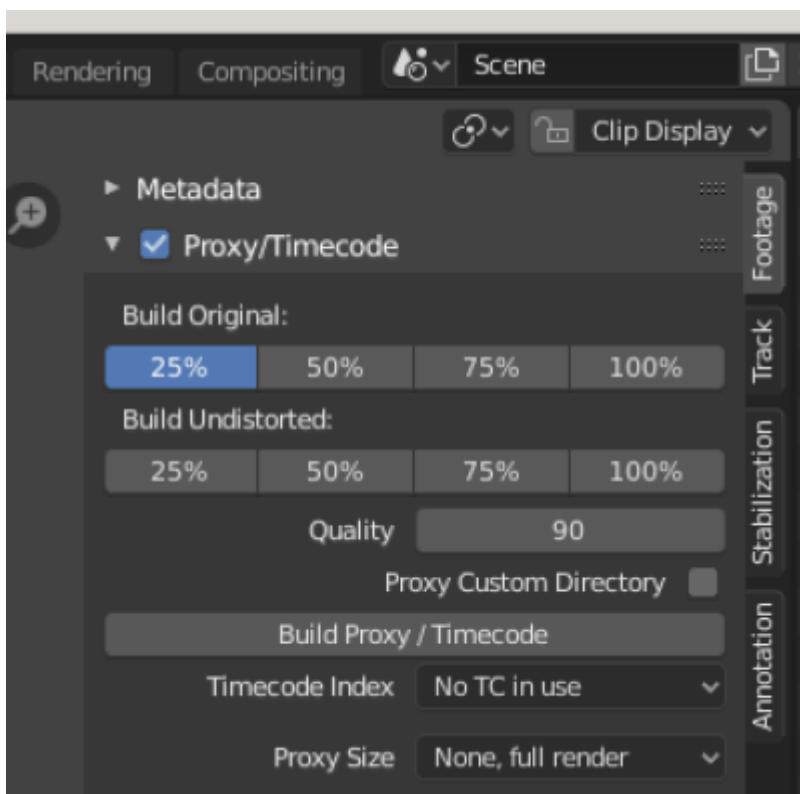 Rendering Compositing Scene
Clip Display
Metadata
Proxy/Timecode
Build Original:
25% 50% 75% 100%
Build Undistorted:
25% 50% 75% 100%
Quality 90
Proxy Custom Directory
Build Proxy / Timecode
Timecode Index No TC in use
Proxy Size None, full render
Footage
Track
Stabilization
Annotation